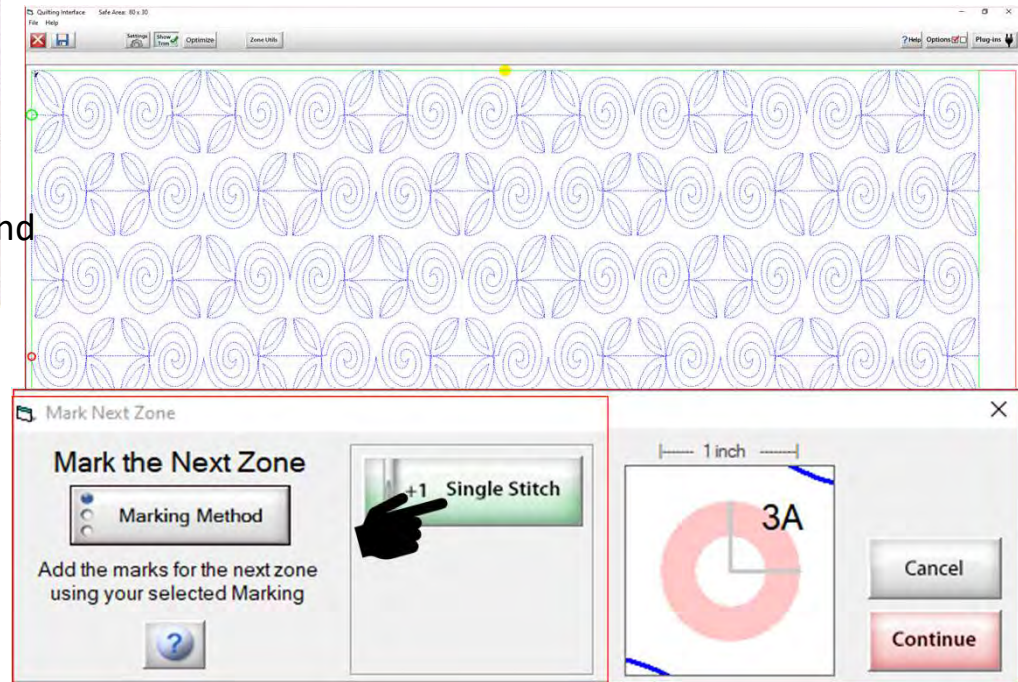 Quilting Interface Safe Area: 80 x 30
File Help
Settings Show Trim Optimize Zone Utils ? Help Options Plug-ins
nd
Mark Next Zone
Mark the Next Zone
Marking Method
Add the marks for the next zone
using your selected Marking
?
+1 Single Stitch
1 inch
3A
Cancel
Continue